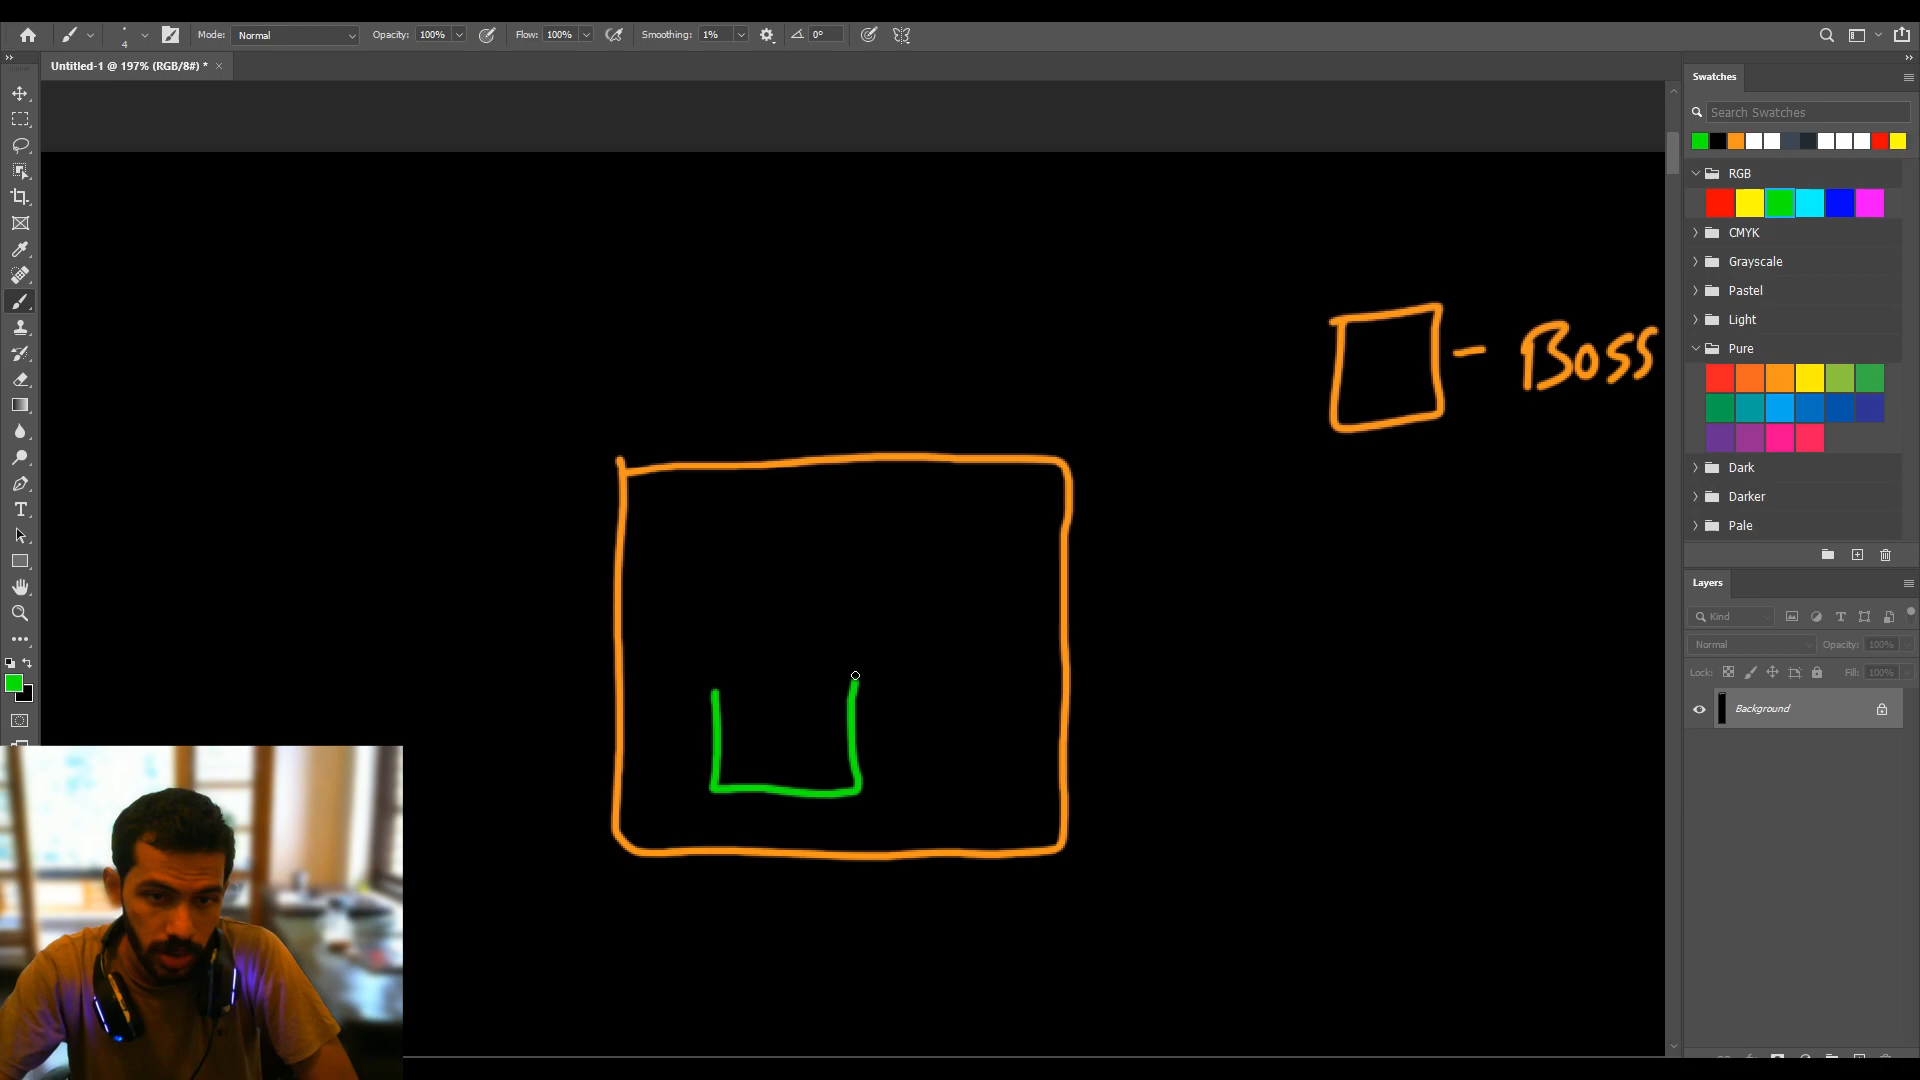 4
Mode: Normal
Opacity: 100%
Flow: 100%
Smoothing: 1%
0°
Untitled-1 @ 197% (RGB/8#) *
Swatches
Search Swatches
RGB
CMYK
Grayscale
Pastel
Light
Pure
Dark
Darker
Pale
Layers
Kind
Normal
Opacity: 100%
Lock:
Fill: 100%
Background
- Boss